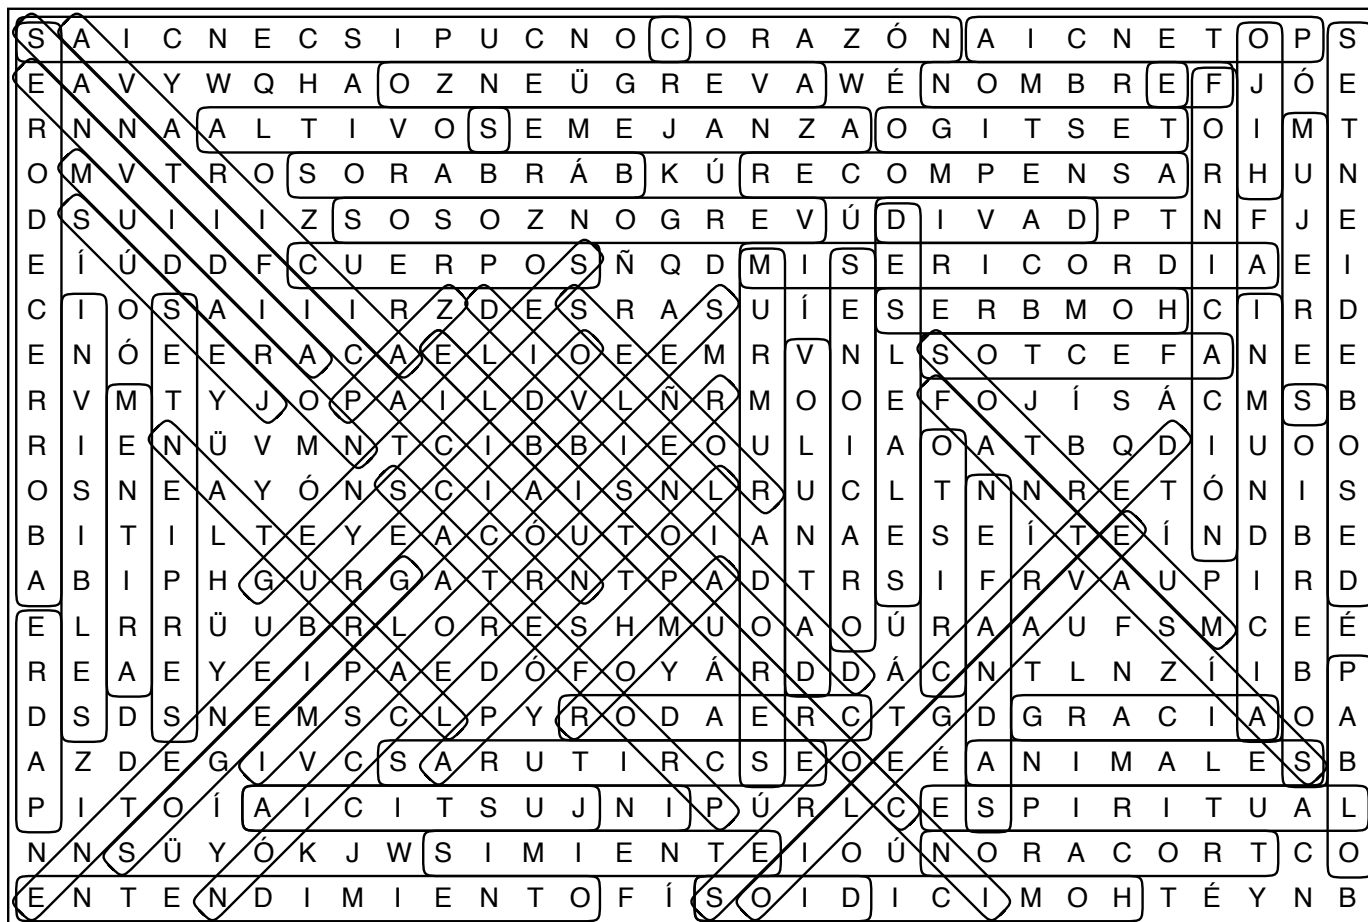 S A I C N E C S I P U C N O C O R A Z Ó N A I C N E T O P S
E A V Y W Q H A O Z N E Ü G R E V A W É N O M B R E F J Ó E
R N N A A L T I V O S E M E J A N Z A O G I T S E T O I M T
O M V T R O S O R A B R Á B K Ú R E C O M P E N S A R H U N
D S U I I I Z S O S O Z N O G R E V Ú D I V A D P T N F J E
E Í Ú D D F C U E R P O S Ñ Q D M I S E R I C O R D I A E I
C I O S A I I I R Z D E S R A S U Í E S E R B M O H C I R D
E N Ó E E R A C A E L I O E E M R V N L S O T C E F A N E E
R V M T Y J O P A I L D V L Ñ R M O O E F O J Í S Á C M S B
R I E N Ü V M N T C I B B I E O U L I A O A T B Q D I U O O
O S N E A Y Ó N S C I A I S N L R U C L T N N R E T Ó N I S
B I T I L T E Y E A C Ó U T O I A N A E S E Í T E Í N D B E
A B I P H G U R G A T R N T P A D T R S I F R V A U P I R D
E L R R Ü U B R L O R E S H M U O A O Ú R A A U F S M C E É
R E A E Y E I P A E D Ó F O Y Á R D D Á C N T L N Z Í I B P
D S D S N E M S C L P Y R O D A E R C T G D G R A C I A O A
A Z D E G I V C S A R U T I R C S E O E É A N I M A L E S B
P I T O Í A I C I T S U J N I P Ú R L C E S P I R I T U A L
N N S Ü Y Ó K J W S I M I E N T E I O Ú N O R A C O R T C O
E N T E N D I M I E N T O F Í S O I D I C I M O H T É Y N B